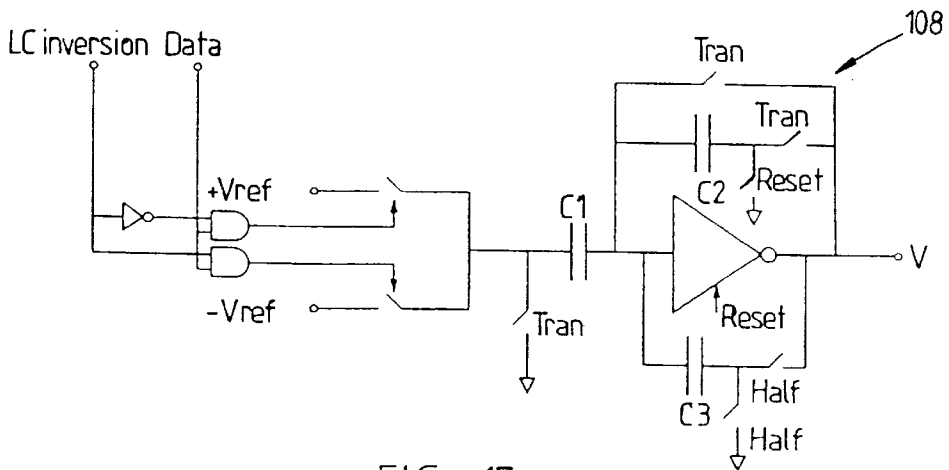 LC inversion Data
108
Tran
Tran
+Vref
C2
Reset
C1
V
-Vref
Tran
Reset
C3
Half
Half